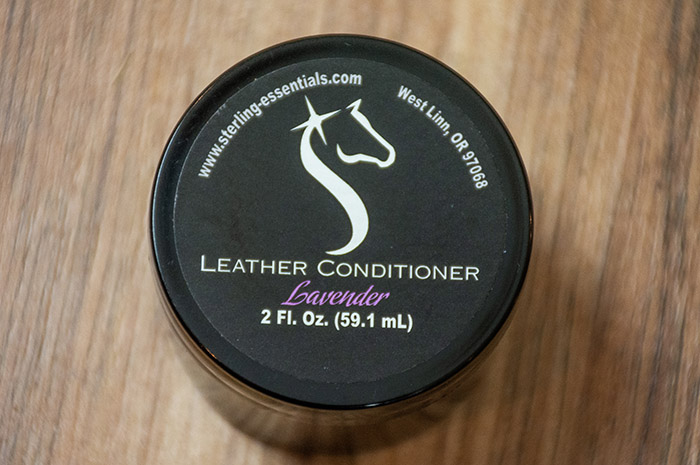 www.sterling-essentials.com
West Linn, OR 97068
LEATHER CONDITIONER
Lavender
2 Fl. Oz. (59.1 mL)